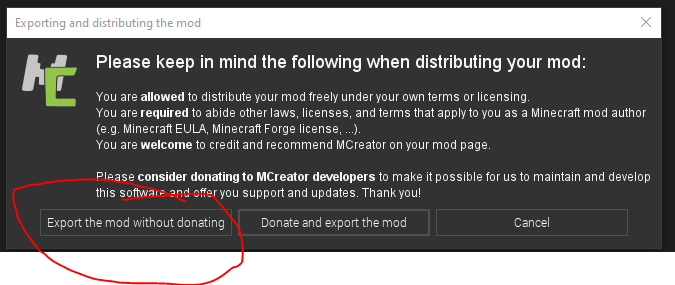 Exporting and distributing the mod
Please keep in mind the following when distributing your mod:
You are allowed to distribute your mod freely under your own terms or licensing.
You are required to abide other laws, licenses, and terms that apply to you as a Minecraft mod author
(e.g. Minecraft EULA, Minecraft Forge license, ...).
You are welcome to credit and recommend MCreator on your mod page.
Please consider donating to MCreator developers to make it possible for us to maintain and develop
this software and offer you support and updates. Thank you!
Export the mod without donating
Donate and export the mod
Cancel